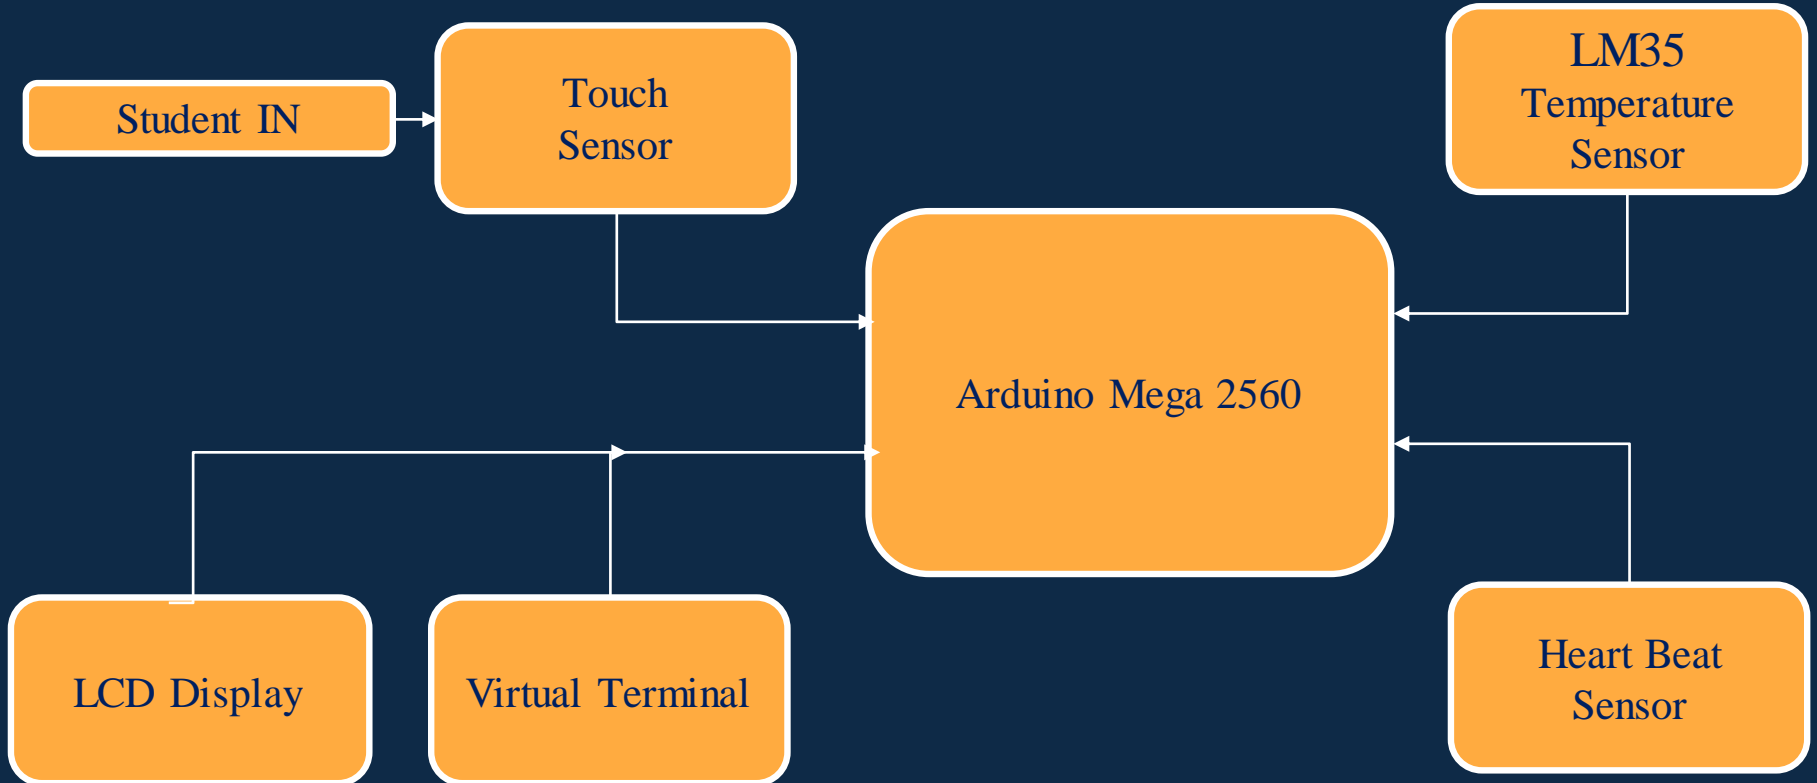 Student IN
Touch
Sensor
LM35
Temperature
Sensor
Arduino Mega 2560
LCD Display
Virtual Terminal
Heart Beat
Sensor